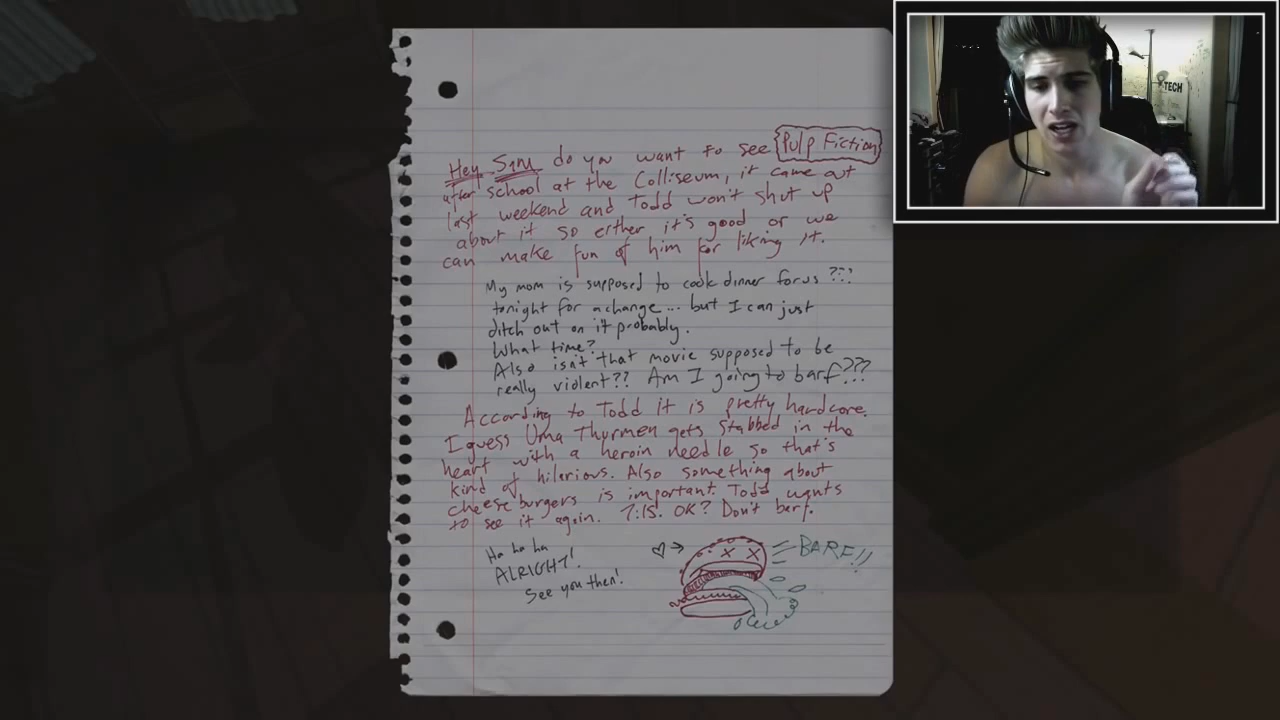 Hey Sam do you want to see Pulp Fiction
after school at the Colliseum, it came out
last weekend and Todd won't shut up
about it so either it's good or we
can make fun of him for liking it.
My mom is supposed to cook dinner for us ???
tonight for a change... but I can just
ditch out on it probably.
What time?
Also isn't that movie supposed to be
really violent?? Am I going to barf???
According to Todd it is pretty hardcore.
I guess Uma Thurmen gets stabbed in the
heart with a heroin needle so that's
kind of hilarious. Also something about
cheeseburgers is important. Todd wants
to see it again. 7:15. OK? Don't barf.
Ha ha ha
ALRIGHT!
See you then!
BARF!!
TECH